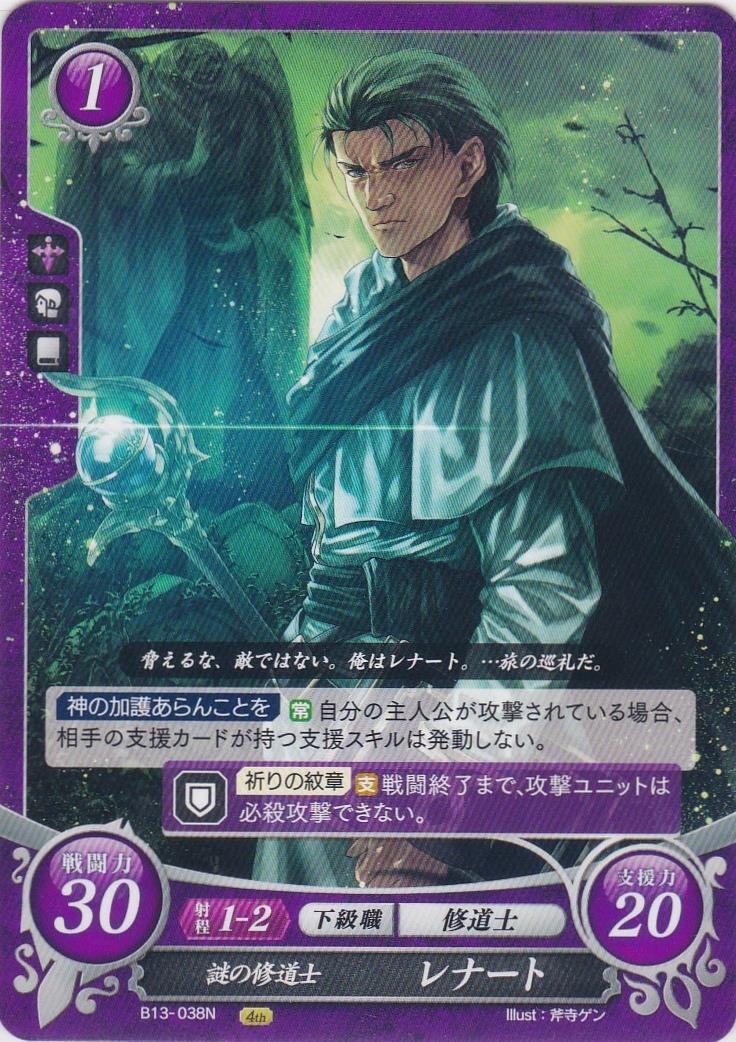 1
脅えるな、敵ではない。俺はレナート。…旅の巡礼だ。
神の加護あらんことを 常 自分の主人公が攻撃されている場合、
相手の支援カードが持つ支援スキルは発動しない。
祈りの紋章 支 戦闘終了まで、攻撃ユニットは
必殺攻撃できない。
戦闘力
30
射程 1-2 下級職 修道士
支援力
20
謎の修道士 レナート
B13-038N 4th Illust:斧寺ゲン